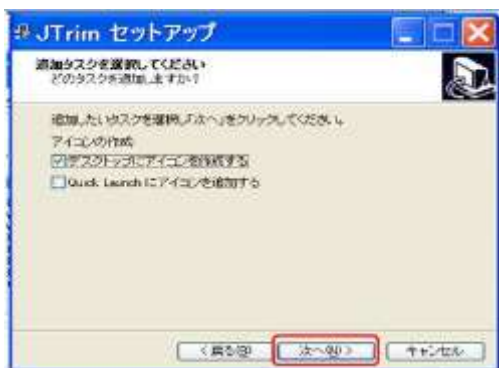 JTrim セットアップ
追加タスクを選択してください
どのタスクを追加しますか?
追加したいタスクを選択し「次へ」をクリックしてください。
アイコンの作成
デスクトップにアイコンを作成する
Quick Launch にアイコンを追加する
< 戻る(B)
次へ(N) >
キャンセル